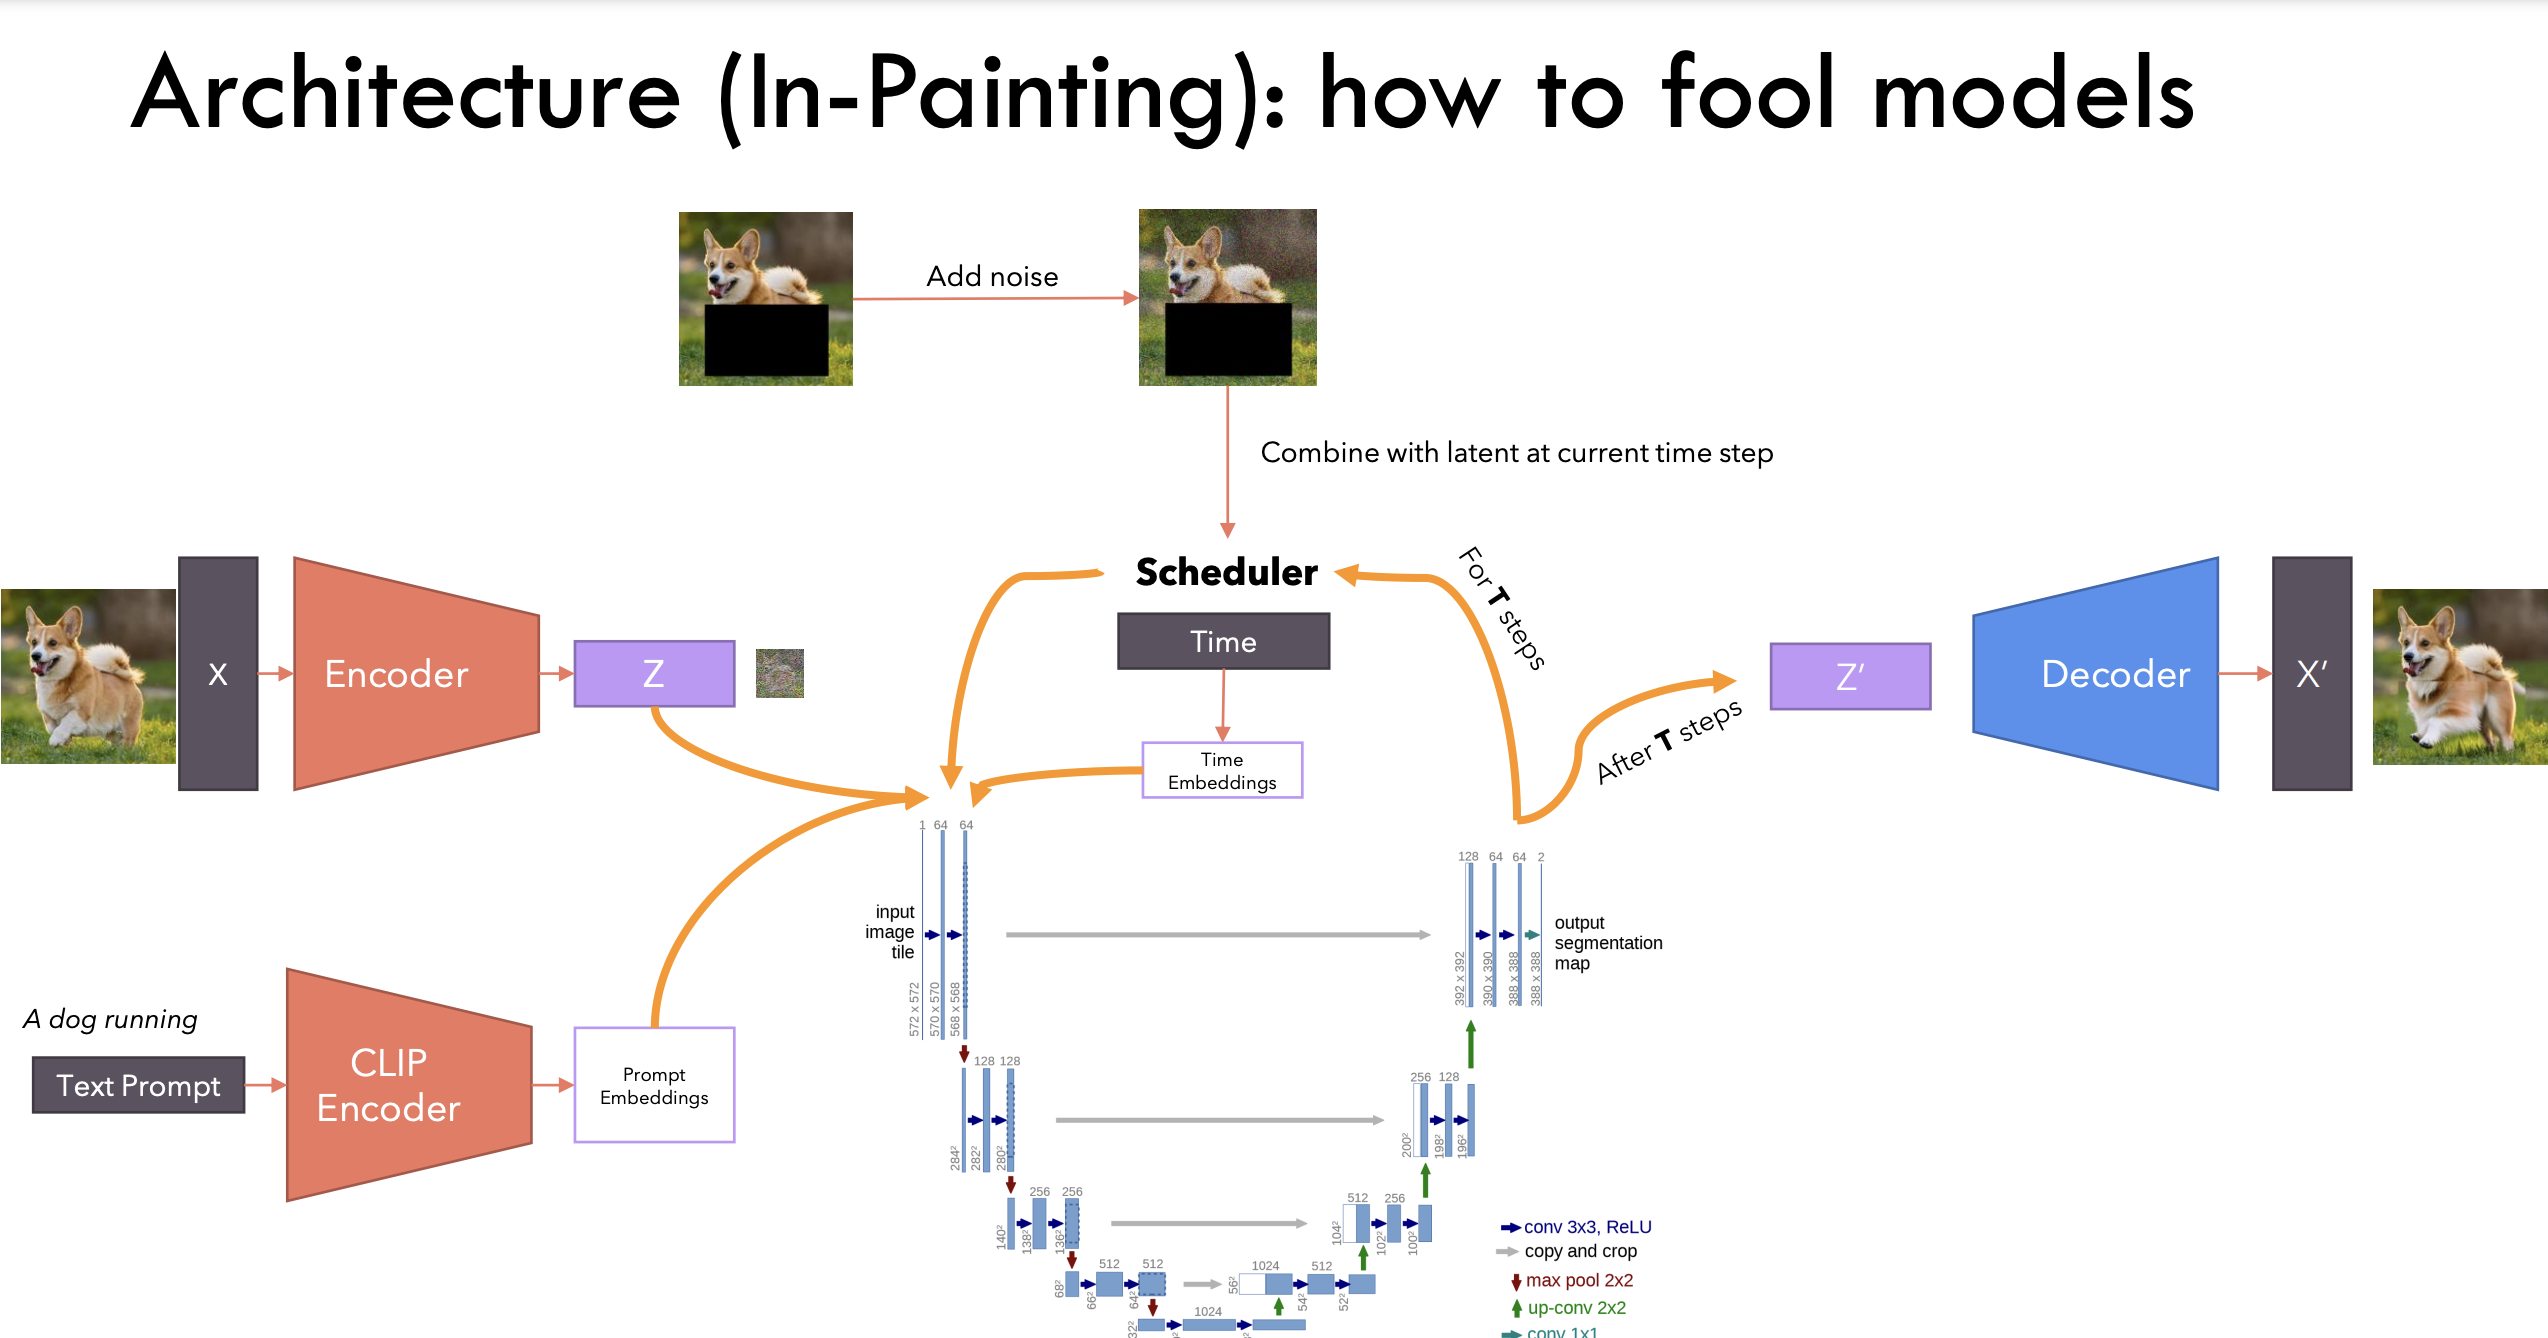 Architecture (In-Painting): how to fool models
Add noise
Combine with latent at current time step
Scheduler
For T steps
Time
X
Encoder
Z
Z’
Decoder
X’
After T steps
Time
Embeddings
1 64 64
128 64 64 2
input
image
tile
output
segmentation
map
572 x 572
570 x 570
568 x 568
392 x 392
390 x 390
388 x 388
388 x 388
A dog running
Text Prompt
CLIP
Encoder
Prompt
Embeddings
128 128
256 128
284²
282²
280²
200²
198²
196²
256 256
512 256
140²
138²
136²
104²
102²
100²
512 512
1024 512
68²
66²
64²
56²
54²
52²
1024
32²
conv 3x3, ReLU
copy and crop
max pool 2x2
up-conv 2x2
conv 1x1